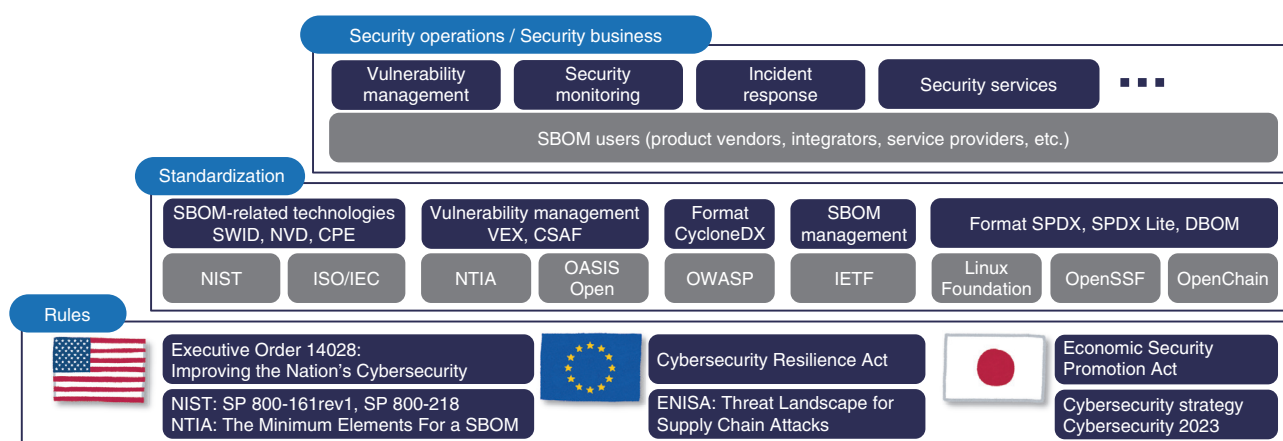 Security operations / Security business
Vulnerability
management
Security
monitoring
Incident
response
Security services
SBOM users (product vendors, integrators, service providers, etc.)
Standardization
SBOM-related technologies
SWID, NVD, CPE
Vulnerability management
VEX, CSAF
Format
CycloneDX
SBOM
management
Format SPDX, SPDX Lite, DBOM
NIST
ISO/IEC
NTIA
OASIS
Open
OWASP
IETF
Linux
Foundation
OpenSSF
OpenChain
Rules
Executive Order 14028:
Improving the Nation's Cybersecurity
NIST: SP 800-161rev1, SP 800-218
NTIA: The Minimum Elements For a SBOM
Cybersecurity Resilience Act
ENISA: Threat Landscape for
Supply Chain Attacks
Economic Security
Promotion Act
Cybersecurity strategy
Cybersecurity 2023